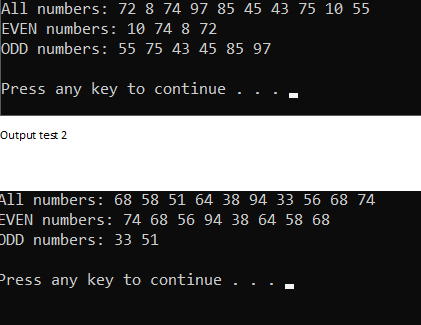 All numbers: 72 8 74 97 85 45 43 75 10 55
EVEN numbers: 10 74 8 72
ODD numbers: 55 75 43 45 85 97
Press any key to continue . . .
Output test 2
All numbers: 68 58 51 64 38 94 33 56 68 74
EVEN numbers: 74 68 56 94 38 64 58 68
ODD numbers: 33 51
Press any key to continue . . .